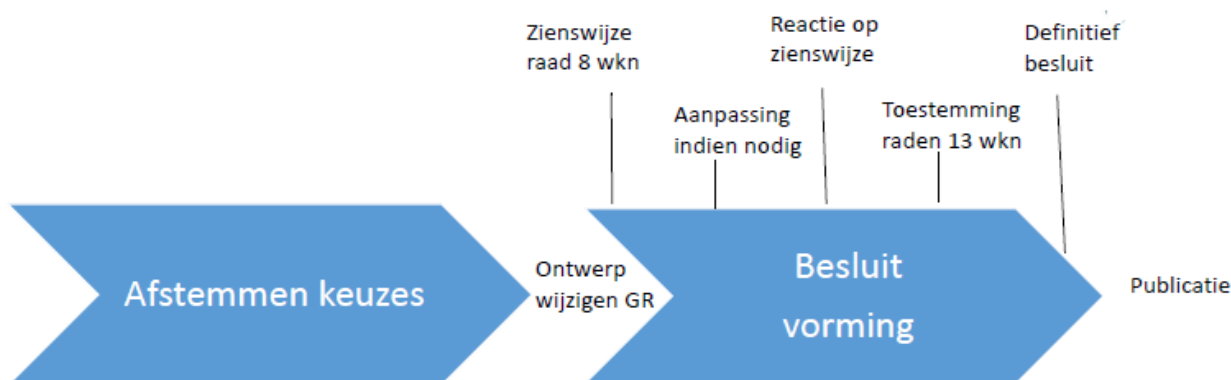 Zienswijze
raad 8 wkn
Aanpassing
indien nodig
Reactie op
zienswijze
Toestemming
raden 13 wkn
Definitief
besluit
Afstemmen keuzes
Ontwerp
wijzigen GR
Besluit
vorming
Publicatie